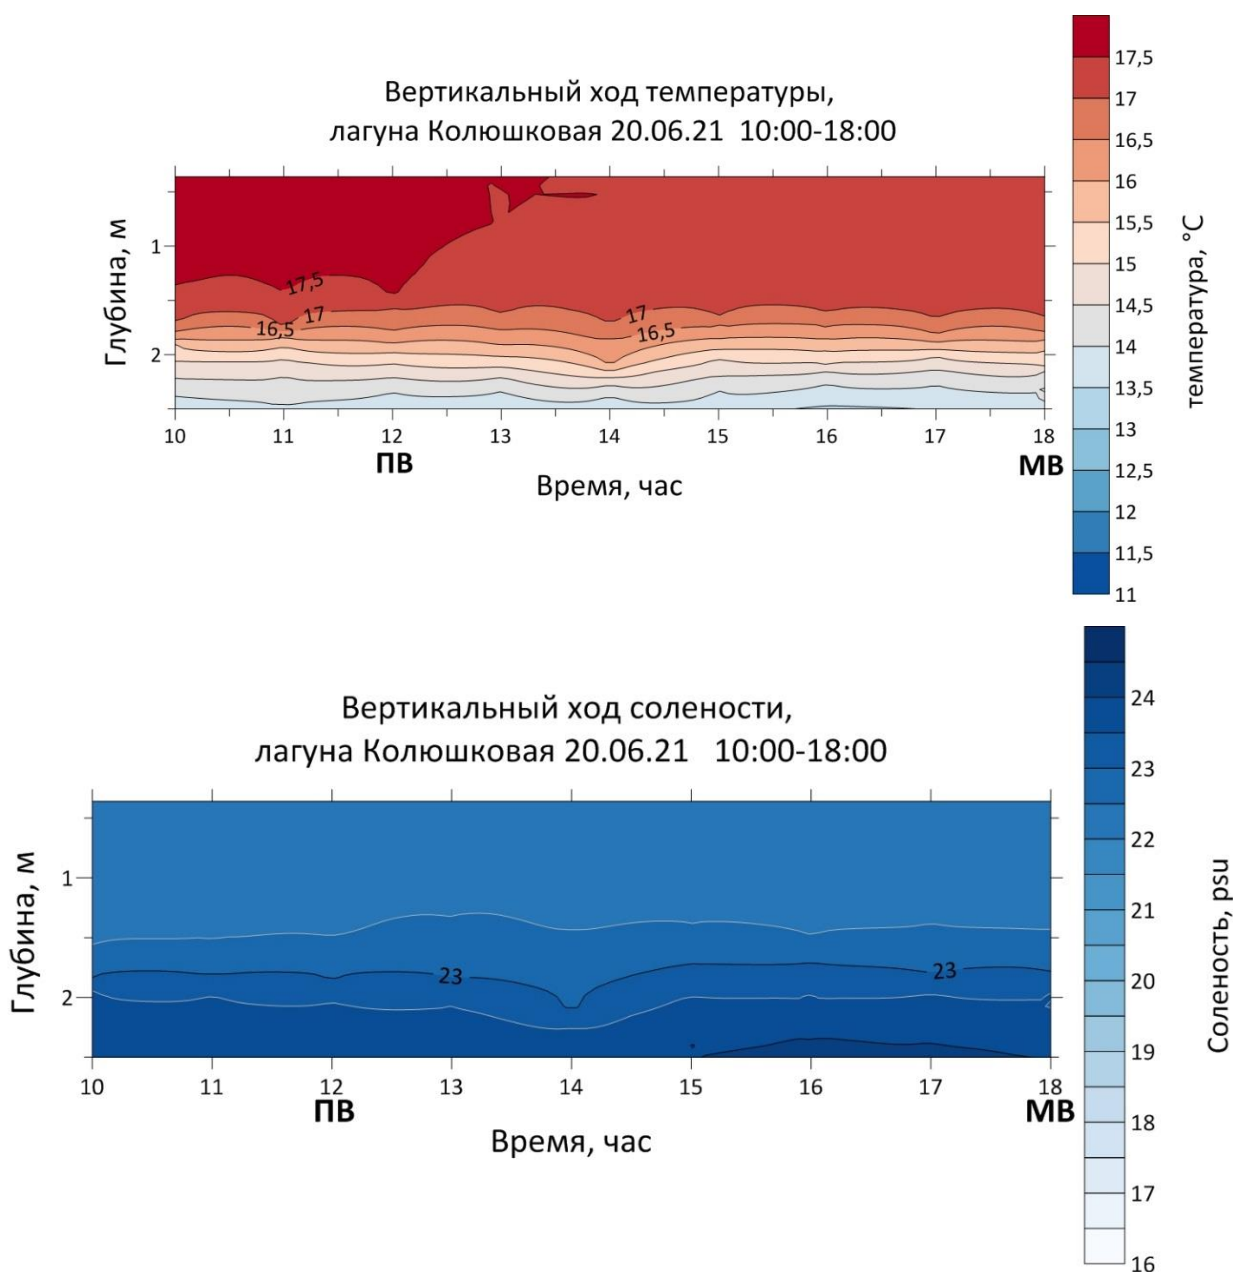 Вертикальный ход температуры,
лагуна Колюшковая 20.06.21 10:00-18:00
Глубина, м
1
2
17,5
17
16,5
17
16,5
10 11 12 13 14 15 16 17 18
ПВ МВ
Время, час
17,5
17
16,5
16
15,5
15
14,5
14
13,5
13
12,5
12
11,5
11
температура, °C
Вертикальный ход солености,
лагуна Колюшковая 20.06.21 10:00-18:00
Глубина, м
1
2
23
23
10 11 12 13 14 15 16 17 18
ПВ МВ
Время, час
24
23
22
21
20
19
18
17
16
Соленость, psu